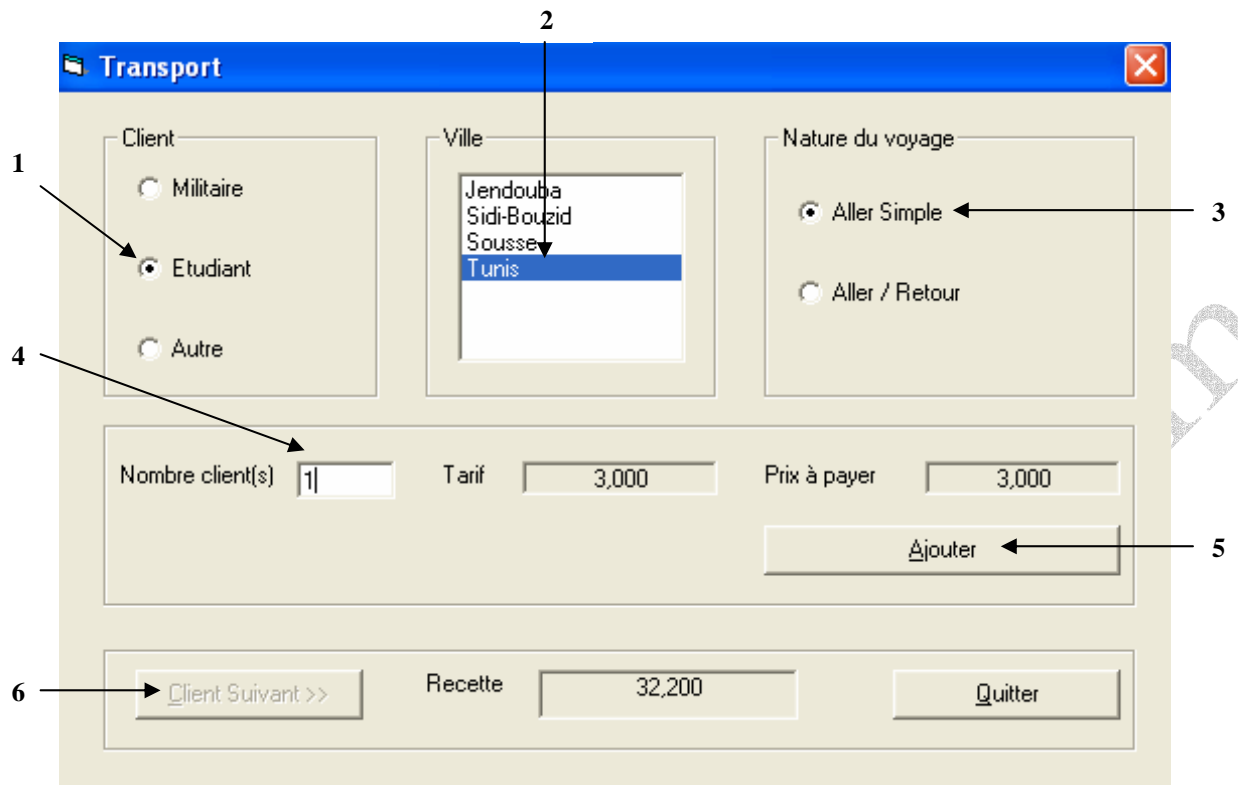 2
Transport
Client Ville Nature du voyage
1
Militaire
Etudiant
Autre
Jendouba
Sidi-Bouzid
Sousse
Tunis
Aller Simple 3
Aller / Retour
4
Nombre client(s) 1 Tarif 3,000 Prix à payer 3,000
Ajouter 5
6 Client Suivant >> Recette 32,200 Quitter